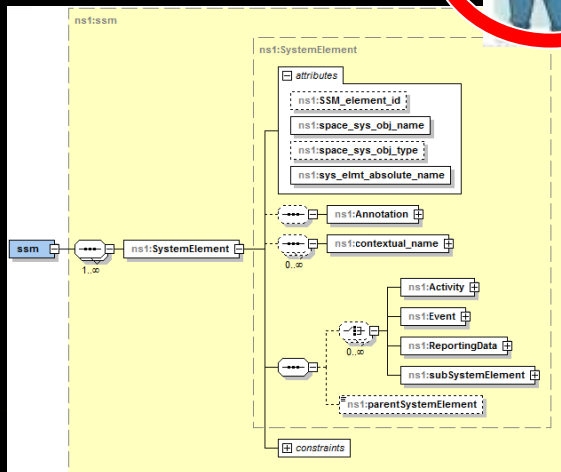 ns1:ssm
ns1:SystemElement
attributes
ns1:SSM_element_id
ns1:space_sys_obj_name
ns1:space_sys_obj_type
ns1:sys_elmt_absolute_name
ns1:Annotation
ns1:contextual_name
0..∞
ssm
ns1:SystemElement
1..∞
ns1:Activity
ns1:Event
0..∞
ns1:ReportingData
ns1:subSystemElement
ns1:parentSystemElement
constraints